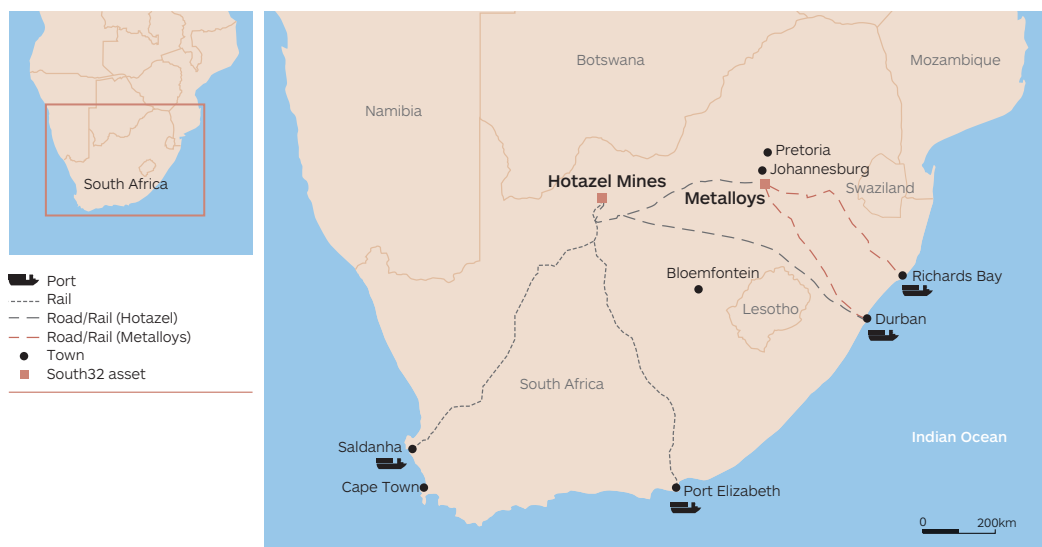 South Africa
Port
Rail
Road/Rail (Hotazel)
Road/Rail (Metalloys)
Town
South32 asset
Botswana
Mozambique
Namibia
Pretoria
Johannesburg
Hotazel Mines
Metalloys
Swaziland
Bloemfontein
Richards Bay
Lesotho
Durban
South Africa
Indian Ocean
Saldanha
Cape Town
Port Elizabeth
0 200km